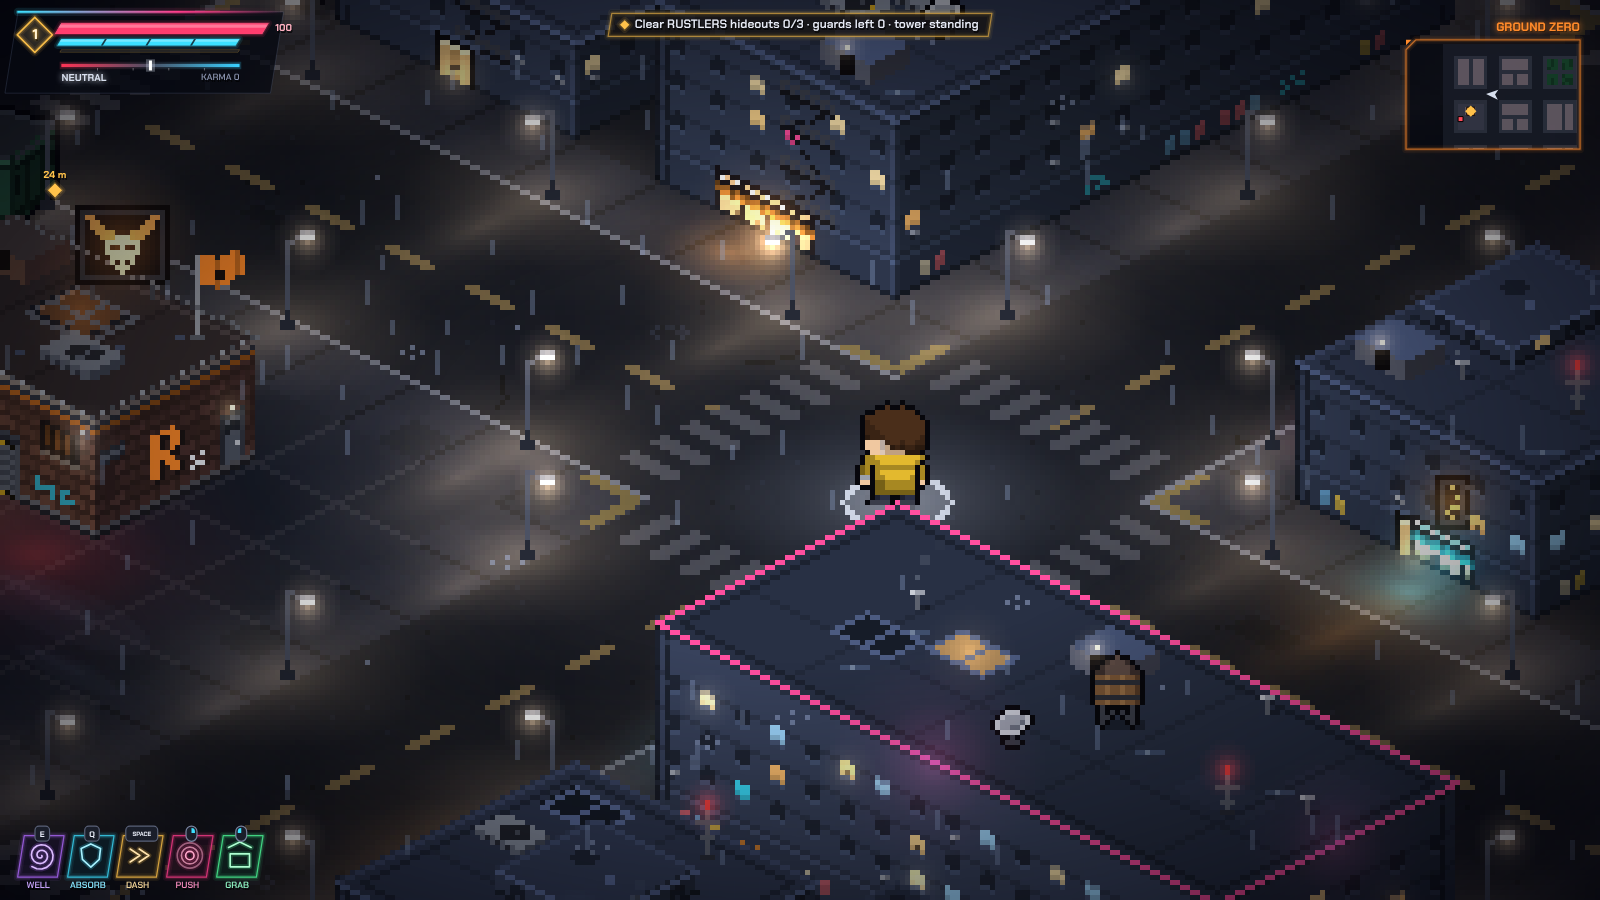 1
100
NEUTRAL
KARMA 0
Clear RUSTLERS hideouts 0/3 · guards left 0 · tower standing
GROUND ZERO
24 m
R
E
Q
SPACE
WELL
ABSORB
DASH
PUSH
GRAB